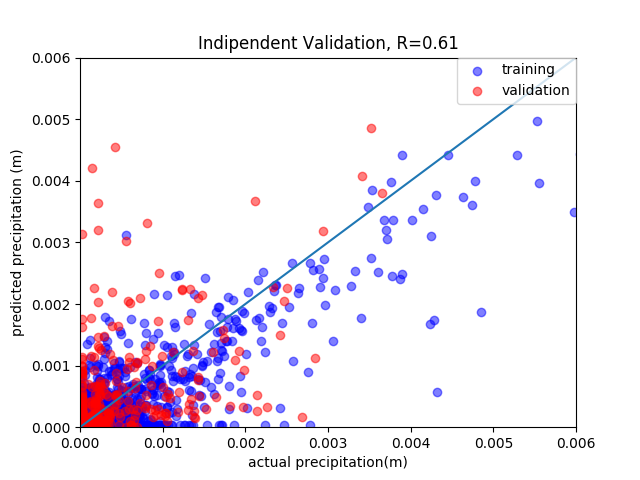 Indipendent Validation, R=0.61
training
validation
predicted precipitation (m)
0.006
0.005
0.004
0.003
0.002
0.001
0.000
0.000 0.001 0.002 0.003 0.004 0.005 0.006
actual precipitation(m)